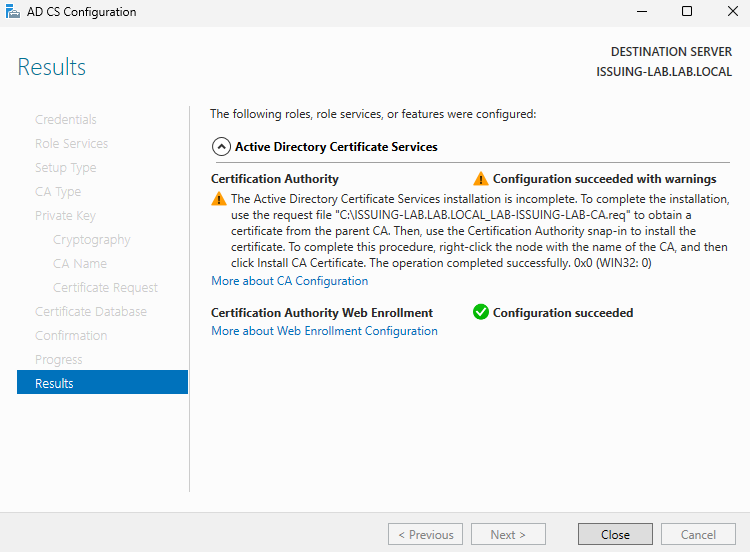 AD CS Configuration
Results
DESTINATION SERVER
ISSUING-LAB.LAB.LOCAL
Credentials
Role Services
Setup Type
CA Type
Private Key
Cryptography
CA Name
Certificate Request
Certificate Database
Confirmation
Progress
Results
The following roles, role services, or features were configured:
Active Directory Certificate Services
Certification Authority
Configuration succeeded with warnings
The Active Directory Certificate Services installation is incomplete. To complete the installation,
use the request file "C:\ISSUING-LAB.LAB.LOCAL_LAB-ISSUING-LAB-CA.req" to obtain a
certificate from the parent CA. Then, use the Certification Authority snap-in to install the
certificate. To complete this procedure, right-click the node with the name of the CA, and then
click Install CA Certificate. The operation completed successfully. 0x0 (WIN32: 0)
More about CA Configuration
Certification Authority Web Enrollment
Configuration succeeded
More about Web Enrollment Configuration
< Previous
Next >
Close
Cancel